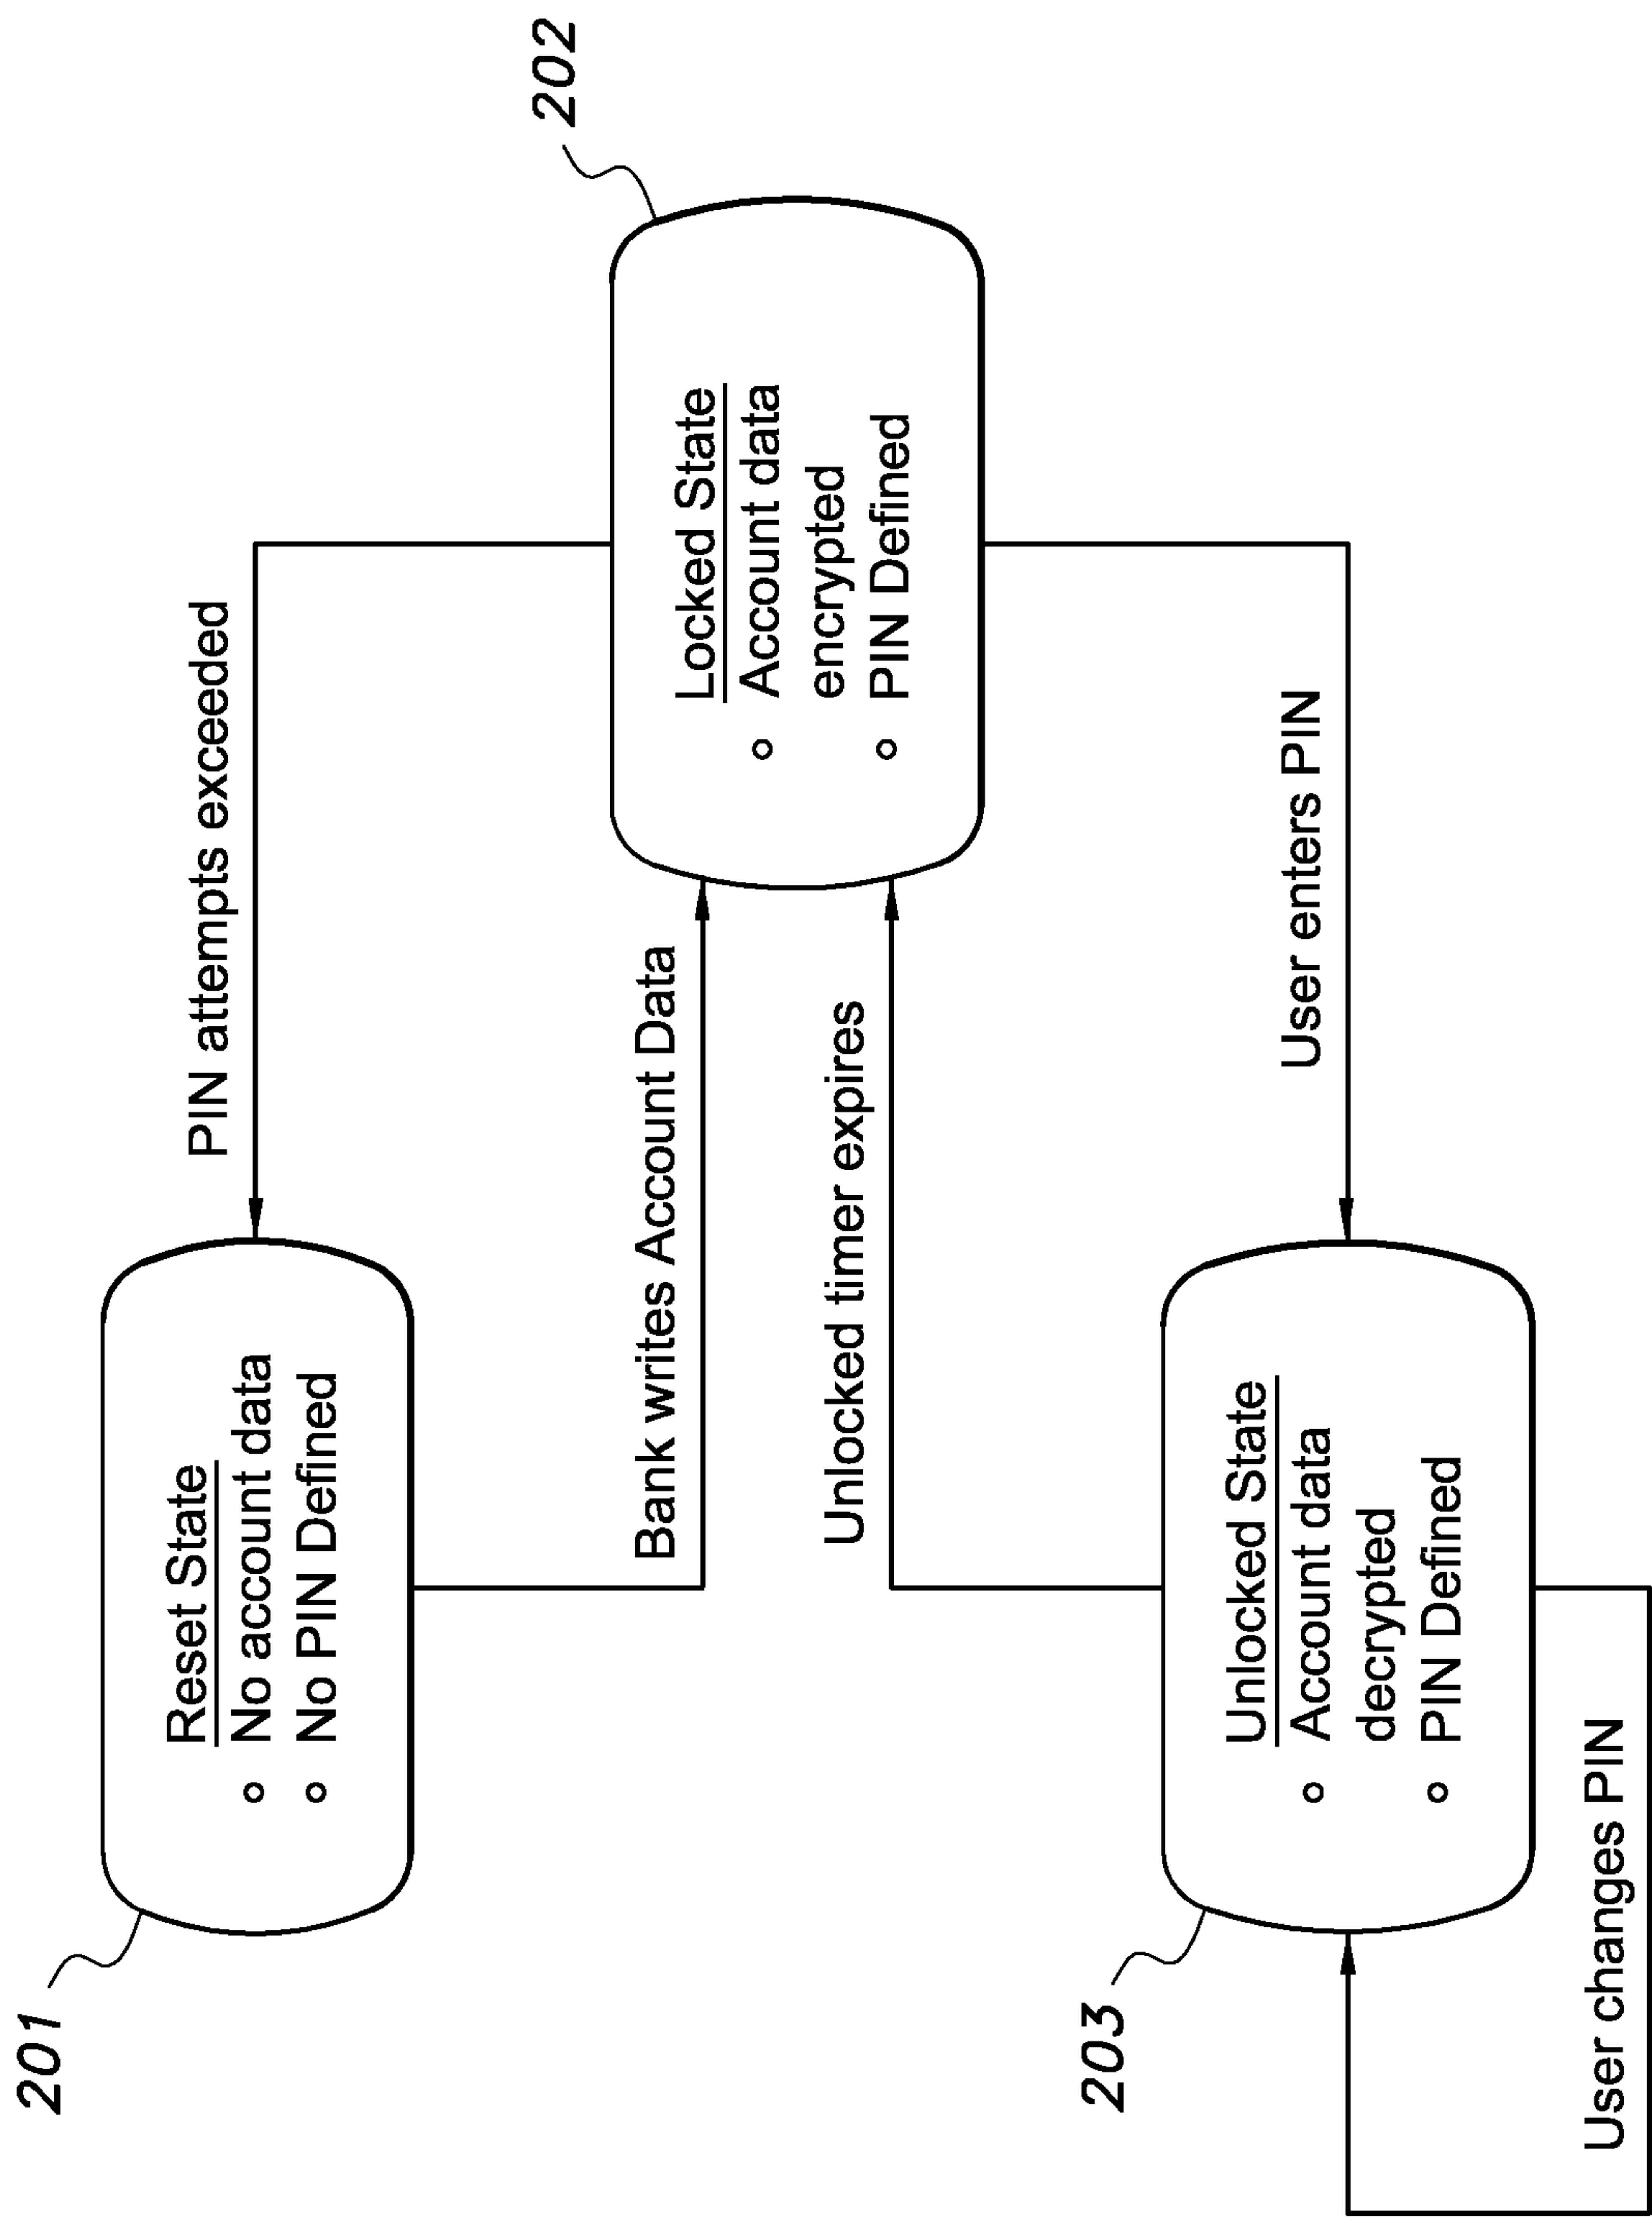 201
Reset State
No account data
No PIN Defined
PIN attempts exceeded
202
Locked State
Account data
encrypted
PIN Defined
Bank writes Account Data
Unlocked timer expires
203
Unlocked State
Account data
decrypted
PIN Defined
User enters PIN
User changes PIN